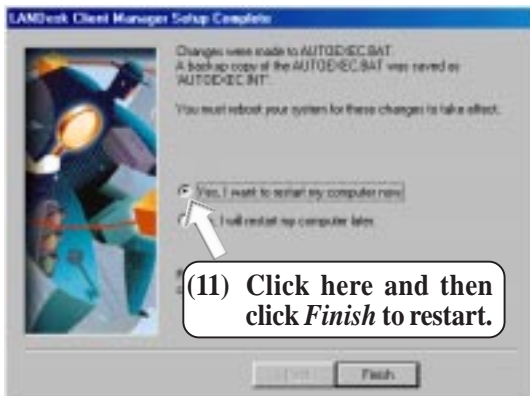 LANDesk Client Manager Setup Complete
Changes were made to AUTOEXEC.BAT.
A backup copy of the AUTOEXEC.BAT was saved as
'AUTOEXEC.INT'.
You must reboot your system for these changes to take effect.
Yes, I want to restart my computer now.
I will restart my computer later.
(11) Click here and then
click Finish to restart.
Finish